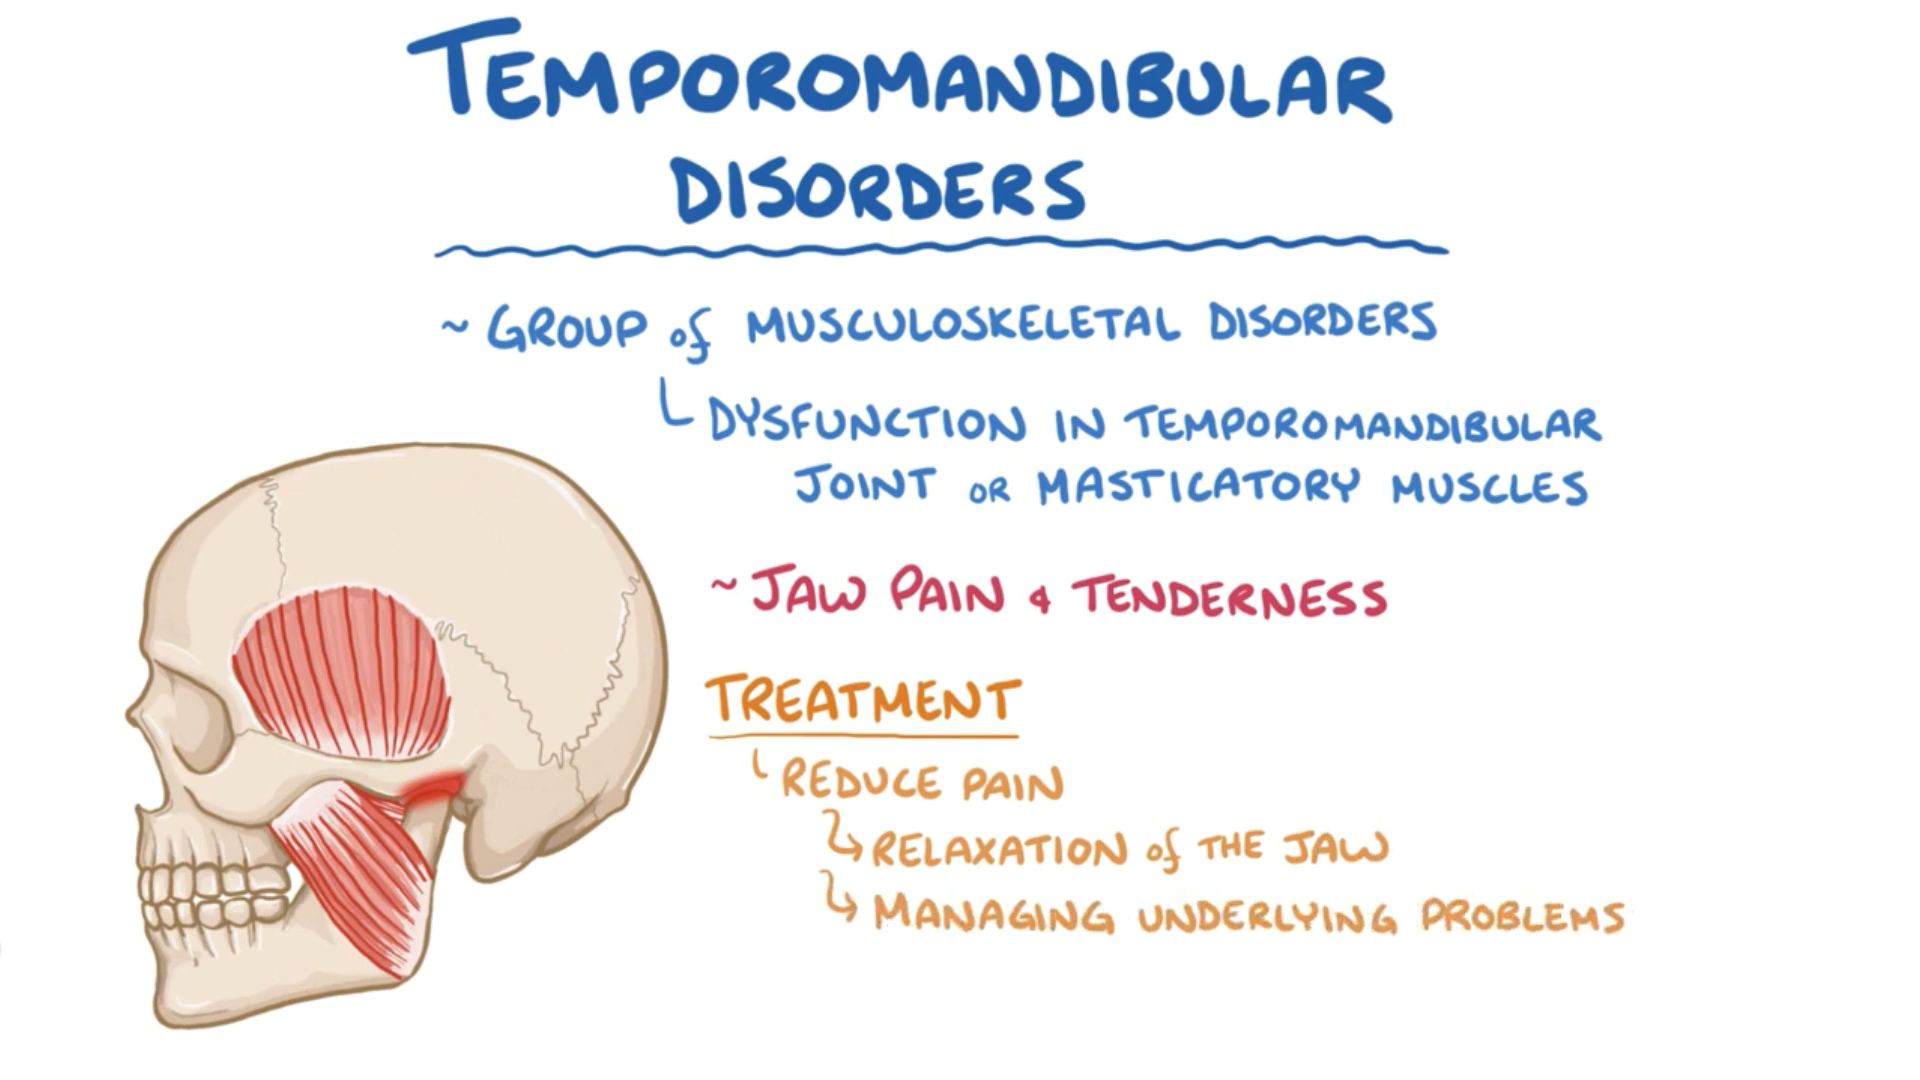 TEMPOROMANDIBULAR
DISORDERS
~ GROUP of MUSCULOSKELETAL DISORDERS
DYSFUNCTION IN TEMPOROMANDIBULAR
JOINT OR MASTICATORY MUSCLES
~ JAW PAIN & TENDERNESS
TREATMENT
REDUCE PAIN
RELAXATION of THE JAW
MANAGING UNDERLYING PROBLEMS